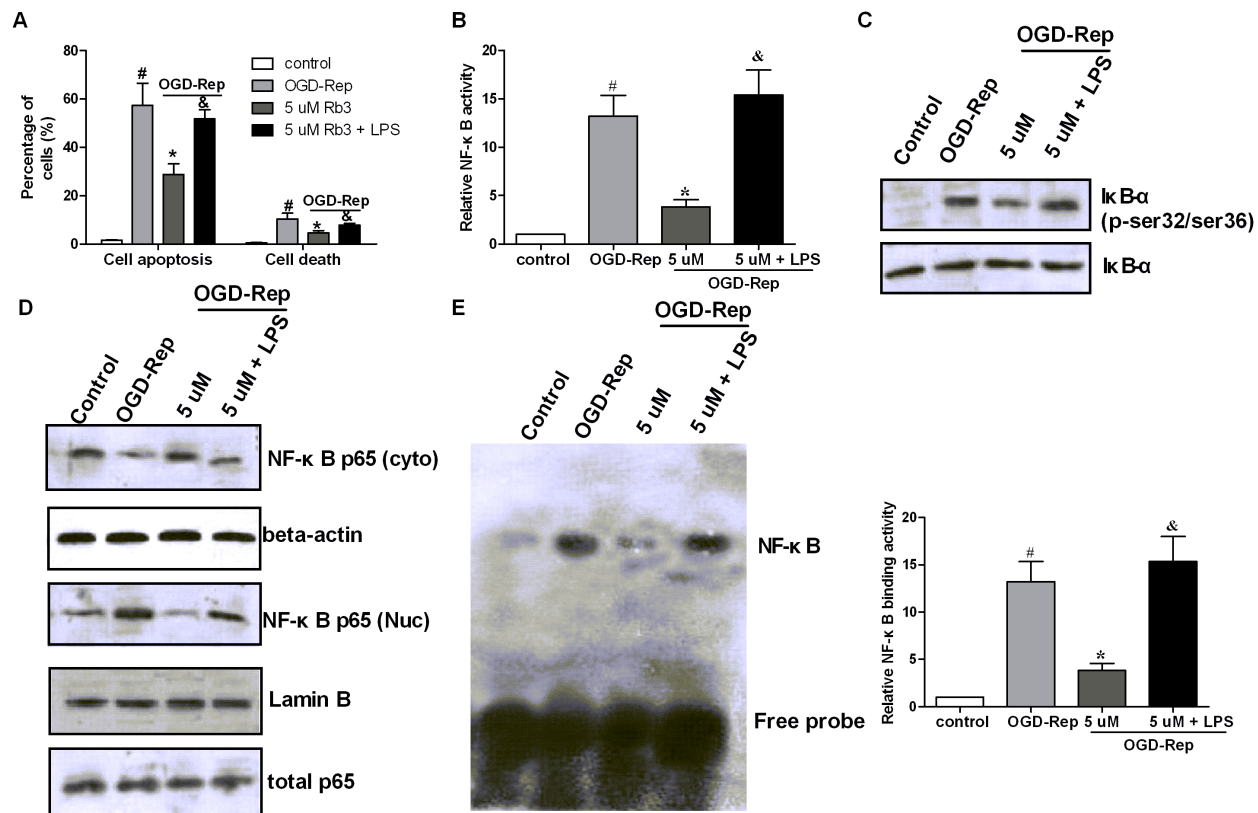 A
Percentage of
cells (%)
80
60
40
20
0
#
OGD-Rep
&
*
#
OGD-Rep
*
&
Cell apoptosis
Cell death
control
OGD-Rep
5 uM Rb3
5 uM Rb3 + LPS
B
Relative NF-κ B activity
20
15
10
5
0
#
*
&
control
OGD-Rep
5 uM
5 uM + LPS
OGD-Rep
C
OGD-Rep
Control
OGD-Rep
5 uM
5 uM + LPS
IκB-α
(p-ser32/ser36)
IκB-α
D
OGD-Rep
Control
OGD-Rep
5 uM
5 uM + LPS
NF-κ B p65 (cyto)
beta-actin
NF-κ B p65 (Nuc)
Lamin B
total p65
E
OGD-Rep
Control
OGD-Rep
5 uM
5 uM + LPS
NF-κ B
Free probe
Relative NF-κ B binding activity
20
15
10
5
0
#
*
&
control
OGD-Rep
5 uM
5 uM + LPS
OGD-Rep